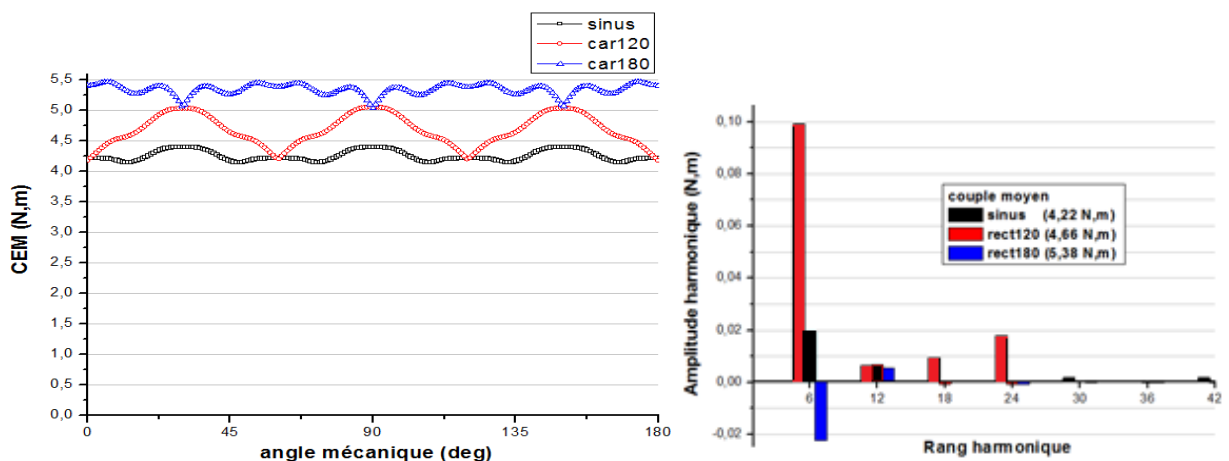 sinus
car120
car180
5,5
5,0
4,5
4,0
3,5
3,0
2,5
2,0
1,5
1,0
0,5
0,0
CEM (N,m)
0 45 90 135 180
angle mécanique (deg)
0,10
0,08
0,06
0,04
0,02
0,00
-0,02
Amplitude harmonique (N,m)
couple moyen
sinus (4,22 N,m)
rect120 (4,66 N,m)
rect180 (5,38 N,m)
6 12 18 24 30 36 42
Rang harmonique